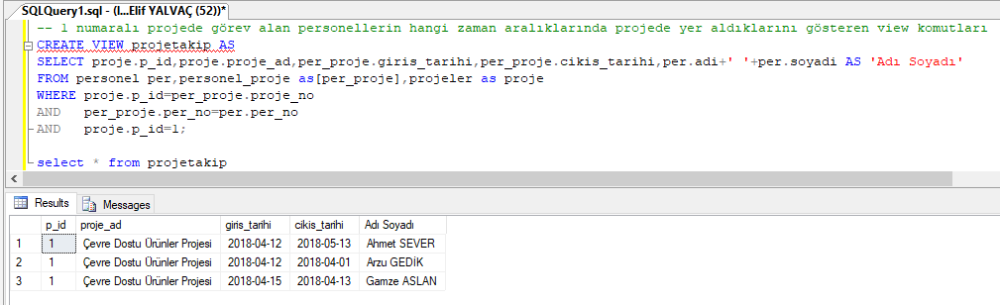 SQLQuery1.sql - (l...Elif YALVAÇ (52))*
-- 1 numaralı projede görev alan personellerin hangi zaman aralıklarında projede yer aldıklarını gösteren view komutları
CREATE VIEW projetakip AS
SELECT proje.p_id,proje.proje_ad,per_proje.giris_tarihi,per_proje.cikis_tarihi,per.adi+' '+per.soyadi AS 'Adı Soyadı'
FROM personel per,personel_proje as[per_proje],projeler as proje
WHERE proje.p_id=per_proje.proje_no
AND per_proje.per_no=per.per_no
AND proje.p_id=1;
select * from projetakip
Results Messages
p_id proje_ad giris_tarihi cikis_tarihi Adı Soyadı
1 1 Çevre Dostu Ürünler Projesi 2018-04-12 2018-05-13 Ahmet SEVER
2 1 Çevre Dostu Ürünler Projesi 2018-04-12 2018-04-01 Arzu GEDİK
3 1 Çevre Dostu Ürünler Projesi 2018-04-15 2018-04-13 Gamze ASLAN